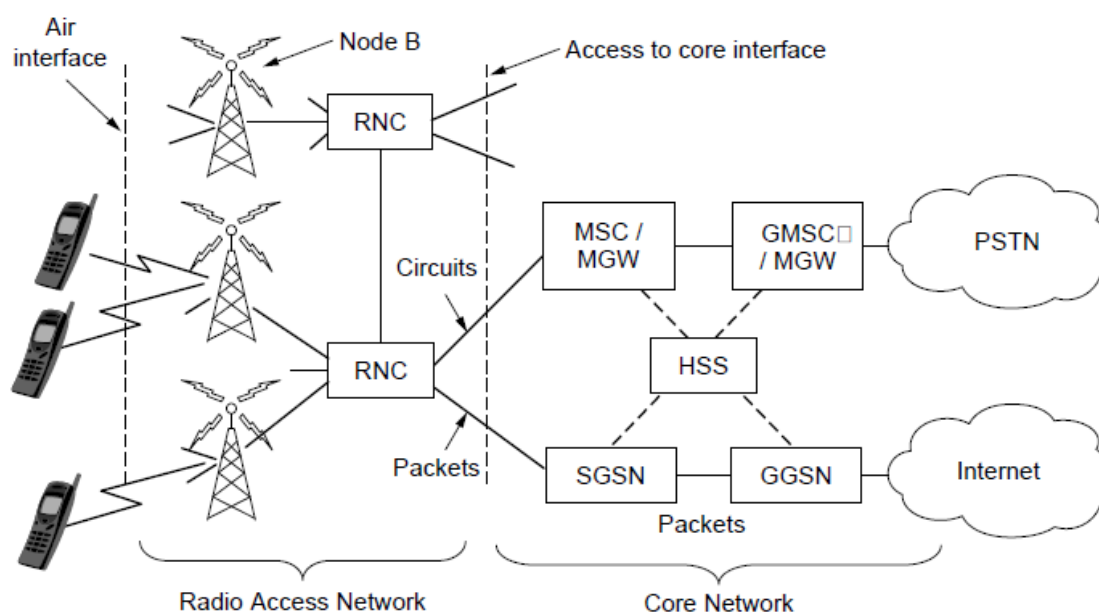 Air
interface
Node B
Access to core interface
RNC
MSC /
MGW
GMSC□
/ MGW
PSTN
Circuits
HSS
RNC
Packets
SGSN
GGSN
Internet
Packets
Radio Access Network
Core Network